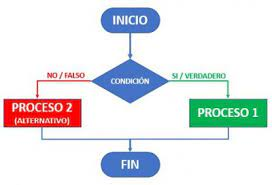 INICIO
NO / FALSO
CONDICIÓN
SI / VERDADERO
PROCESO 2
(ALTERNATIVO)
PROCESO 1
FIN